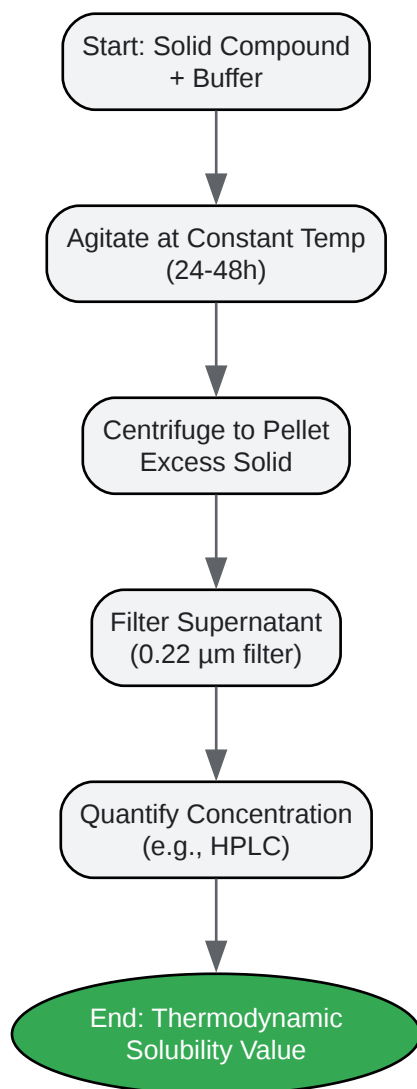 Start: Solid Compound
+ Buffer
Agitate at Constant Temp
(24-48h)
Centrifuge to Pellet
Excess Solid
Filter Supernatant
(0.22 µm filter)
Quantify Concentration
(e.g., HPLC)
End: Thermodynamic
Solubility Value